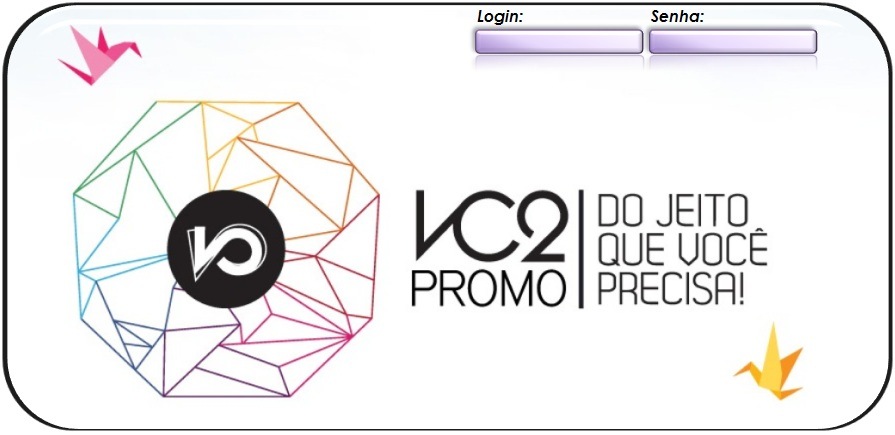 Login:
Senha:
VC2
PROMO
DO JEITO
QUE VOCÊ
PRECISA!